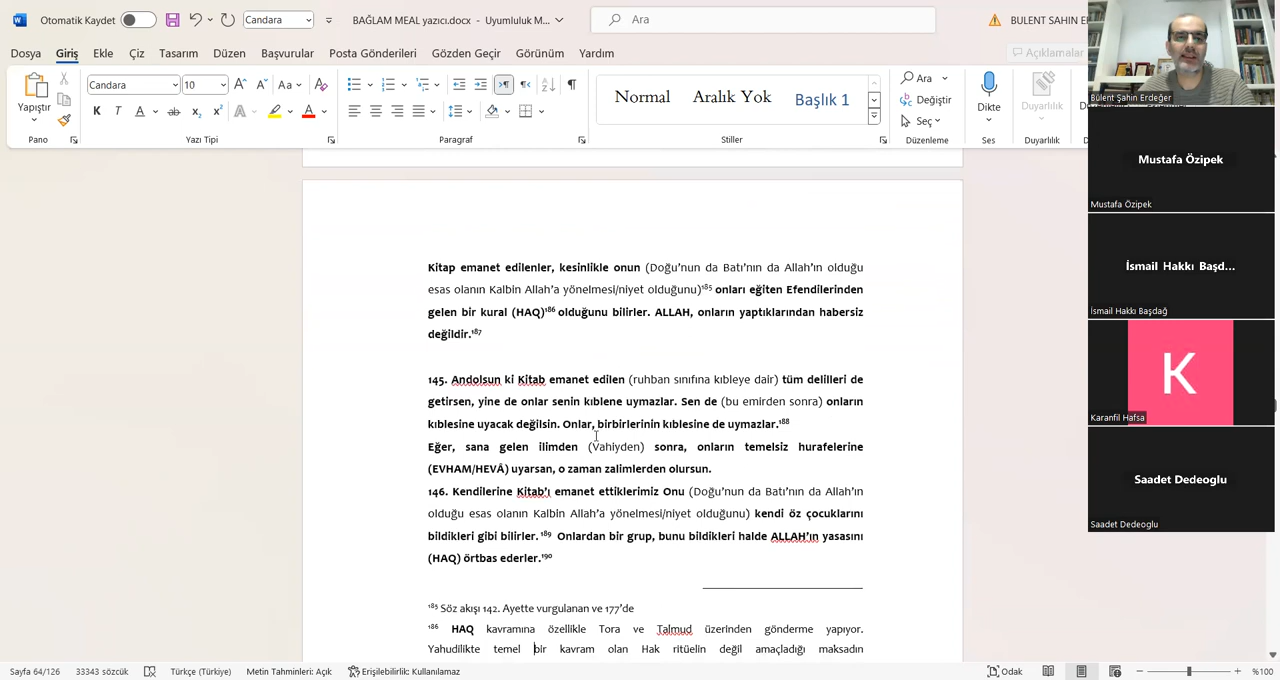 Otomatik Kaydet
Candara
BAĞLAM MEAL yazıcı.docx - Uyumluluk M...
Ara
BULENT SAHIN
Dosya Giriş Ekle Çiz Tasarım Düzen Başvurular Posta Gönderileri Gözden Geçir Görünüm Yardım
Açıklamalar
Yapıştır
Candara 10
Normal Aralık Yok Başlık 1
Ara
Değiştir
Seç
Dikte
Duyarlılık
Pano Yazı Tipi Paragraf Stiller Düzenleme Ses Duyarlılık
Kitap emanet edilenler, kesinlikle onun (Doğu’nun da Batı’nın da Allah’ın olduğu
esas olanın Kalbin Allah’a yönelmesi/niyet olduğunu)¹⁸⁵ onları eğiten Efendilerinden
gelen bir kural (HAQ)¹⁸⁶ olduğunu bilirler. ALLAH, onların yaptıklarından habersiz
değildir.¹⁸⁷
145. Andolsun ki Kitab emanet edilen (ruhban sınıfına kıbleye dair) tüm delilleri de
getirsen, yine de onlar senin kıblene uymazlar. Sen de (bu emirden sonra) onların
kıblesine uyacak değilsin. Onlar, birbirlerinin kıblesine de uymazlar.¹⁸⁸
Eğer, sana gelen ilimden (Vahiyden) sonra, onların temelsiz hurafelerine
(EVHAM/HEVÂ) uyarsan, o zaman zalimlerden olursun.
146. Kendilerine Kitab’ı emanet ettiklerimiz Onu (Doğu’nun da Batı’nın da Allah’ın
olduğu esas olanın Kalbin Allah’a yönelmesi/niyet olduğunu) kendi öz çocuklarını
bildikleri gibi bilirler. ¹⁸⁹ Onlardan bir grup, bunu bildikleri halde ALLAH’ın yasasını
(HAQ) örtbas ederler.¹⁹⁰
¹⁸⁵ Söz akışı 142. Ayette vurgulanan ve 177’de
¹⁸⁶ HAQ kavramına özellikle Tora ve Talmud üzerinden gönderme yapıyor.
Yahudilikte temel bir kavram olan Hak ritüelin değil amaçladığı maksadın
Sayfa 64/126 33343 sözcük Türkçe (Türkiye) Metin Tahminleri: Açık Erişilebilirlik: Kullanılamaz
Odak %100
Bülent Şahin Erdeğer
Mustafa Özipek
Mustafa Özipek
İsmail Hakkı Başd...
İsmail Hakkı Başdağ
K
Karanfil Hafsa
Saadet Dedeoglu
Saadet Dedeoglu